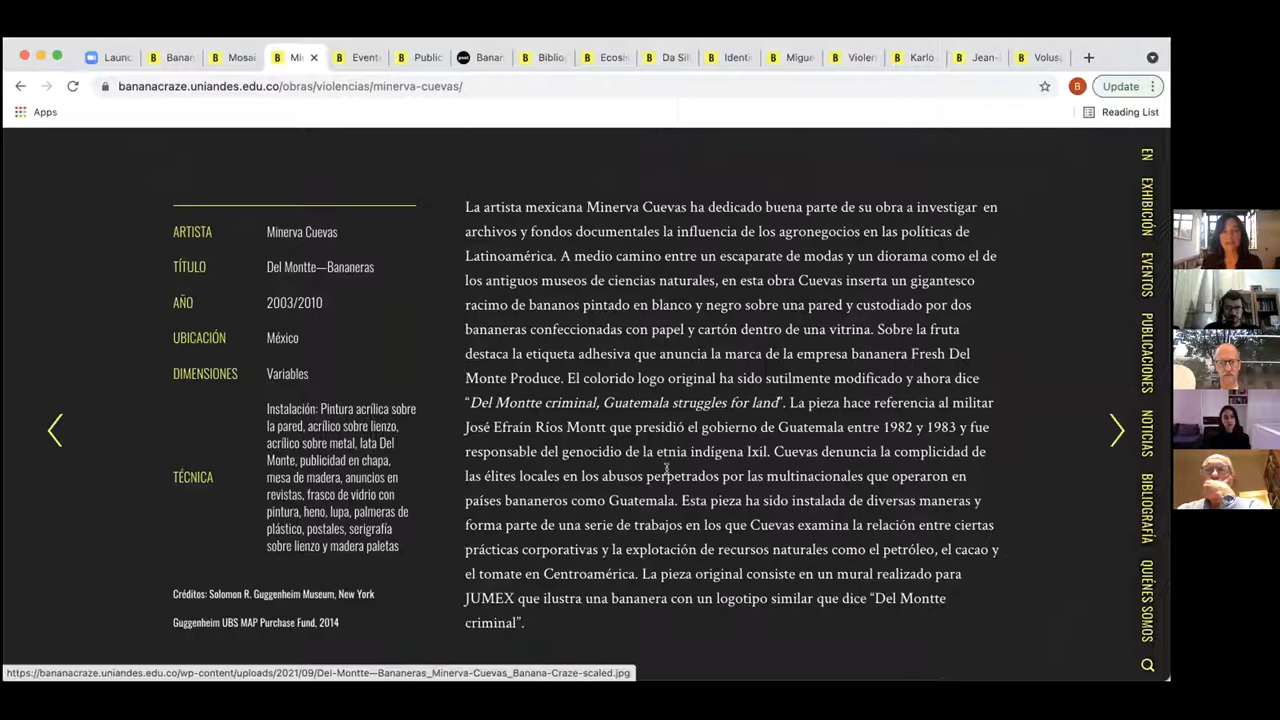 Launc
Banan
Mosai
Mi
Event
Public
post
Banar
Biblio
Ecosis
Da Sil
Identi
Migue
Violen
Karlo
Jean-
Volus
bananacraze.uniandes.edu.co/obras/violencias/minerva-cuevas/
B
Update
Apps
Reading List
ARTISTA Minerva Cuevas
TÍTULO Del Montte—Bananeras
AÑO 2003/2010
UBICACIÓN México
DIMENSIONES Variables
TÉCNICA
Instalación: Pintura acrílica sobre
la pared, acrílico sobre lienzo,
acrílico sobre metal, lata Del
Monte, publicidad en chapa,
mesa de madera, anuncios en
revistas, frasco de vidrio con
pintura, heno, lupa, palmeras de
plástico, postales, serigrafía
sobre lienzo y madera paletas
Créditos: Solomon R. Guggenheim Museum, New York
Guggenheim UBS MAP Purchase Fund, 2014
La artista mexicana Minerva Cuevas ha dedicado buena parte de su obra a investigar en
archivos y fondos documentales la influencia de los agronegocios en las políticas de
Latinoamérica. A medio camino entre un escaparate de modas y un diorama como el de
los antiguos museos de ciencias naturales, en esta obra Cuevas inserta un gigantesco
racimo de bananos pintado en blanco y negro sobre una pared y custodiado por dos
bananeras confeccionadas con papel y cartón dentro de una vitrina. Sobre la fruta
destaca la etiqueta adhesiva que anuncia la marca de la empresa bananera Fresh Del
Monte Produce. El colorido logo original ha sido sutilmente modificado y ahora dice
“Del Montte criminal, Guatemala struggles for land”. La pieza hace referencia al militar
José Efraín Ríos Montt que presidió el gobierno de Guatemala entre 1982 y 1983 y fue
responsable del genocidio de la etnia indígena Ixil. Cuevas denuncia la complicidad de
las élites locales en los abusos perpetrados por las multinacionales que operaron en
países bananeros como Guatemala. Esta pieza ha sido instalada de diversas maneras y
forma parte de una serie de trabajos en los que Cuevas examina la relación entre ciertas
prácticas corporativas y la explotación de recursos naturales como el petróleo, el cacao y
el tomate en Centroamérica. La pieza original consiste en un mural realizado para
JUMEX que ilustra una bananera con un logotipo similar que dice “Del Montte
criminal”.
EN
EXHIBICIÓN
EVENTOS
PUBLICACIONES
NOTICIAS
BIBLIOGRAFÍA
QUIÉNES SOMOS
https://bananacraze.uniandes.edu.co/wp-content/uploads/2021/09/Del-Montte—Bananeras_Minerva-Cuevas_Banana-Craze-scaled.jpg